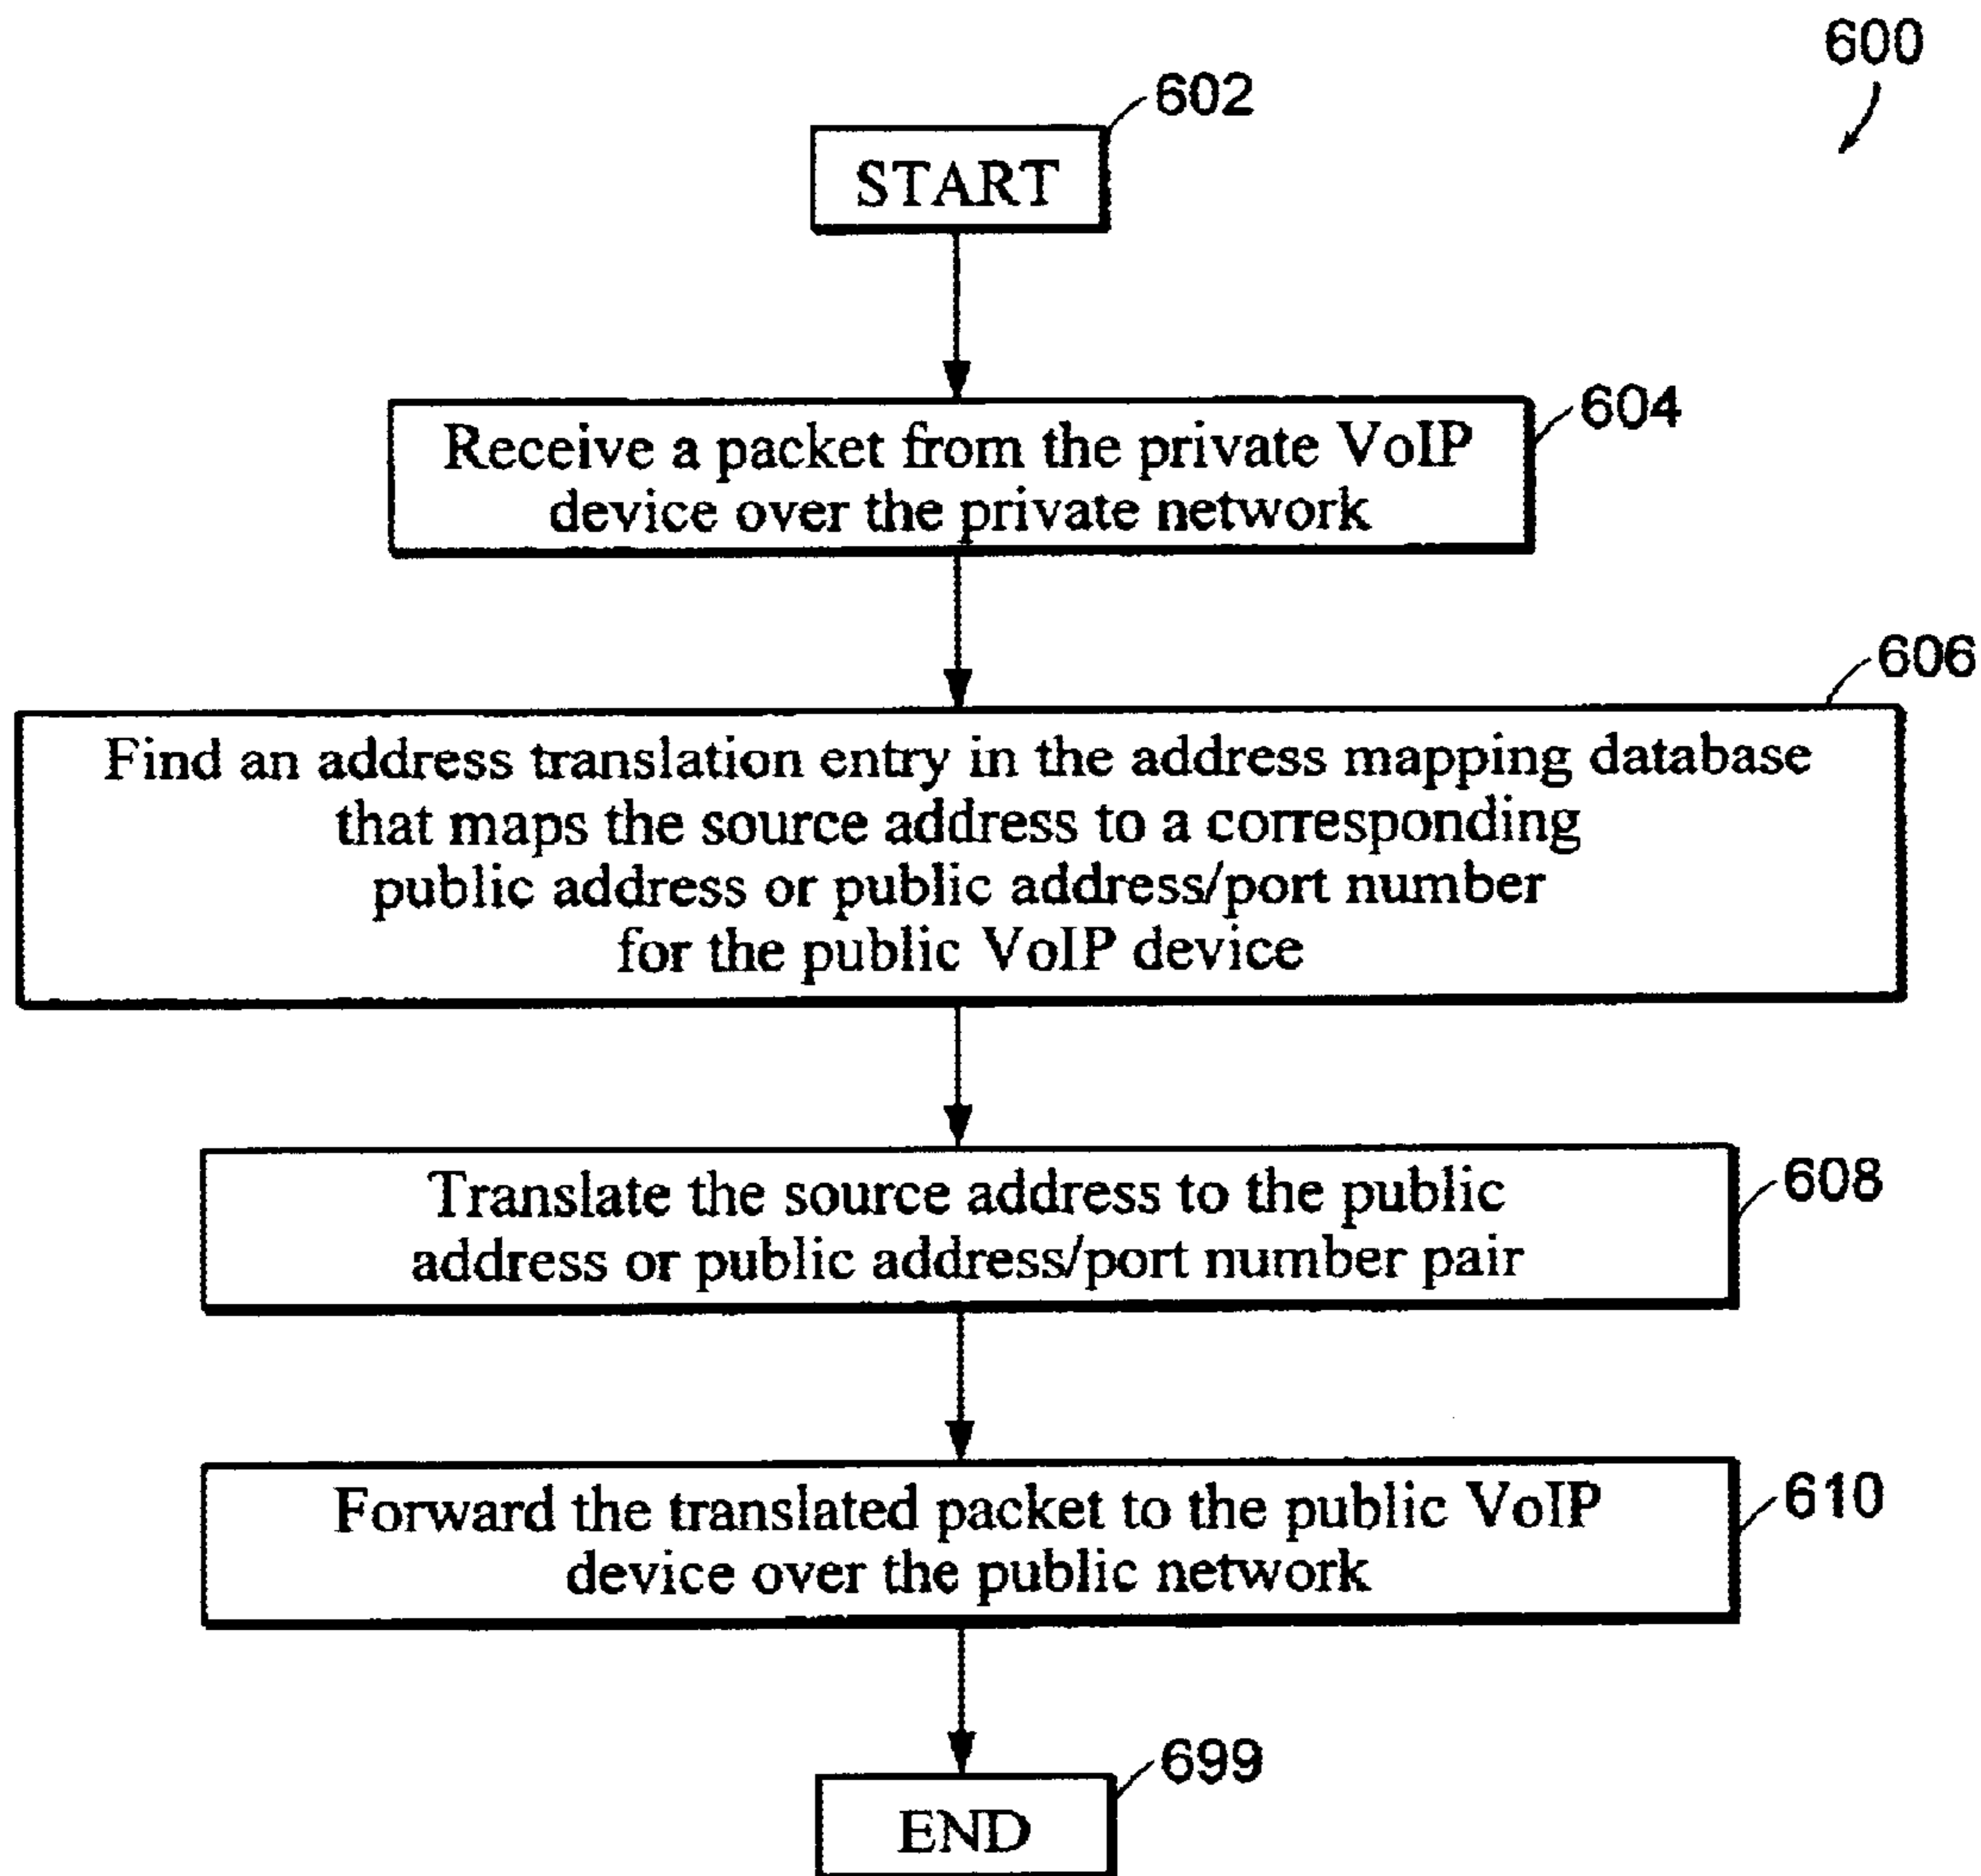 600
602
START
604
Receive a packet from the private VoIP
device over the private network
606
Find an address translation entry in the address mapping database
that maps the source address to a corresponding
public address or public address/port number
for the public VoIP device
608
Translate the source address to the public
address or public address/port number pair
610
Forward the translated packet to the public VoIP
device over the public network
699
END